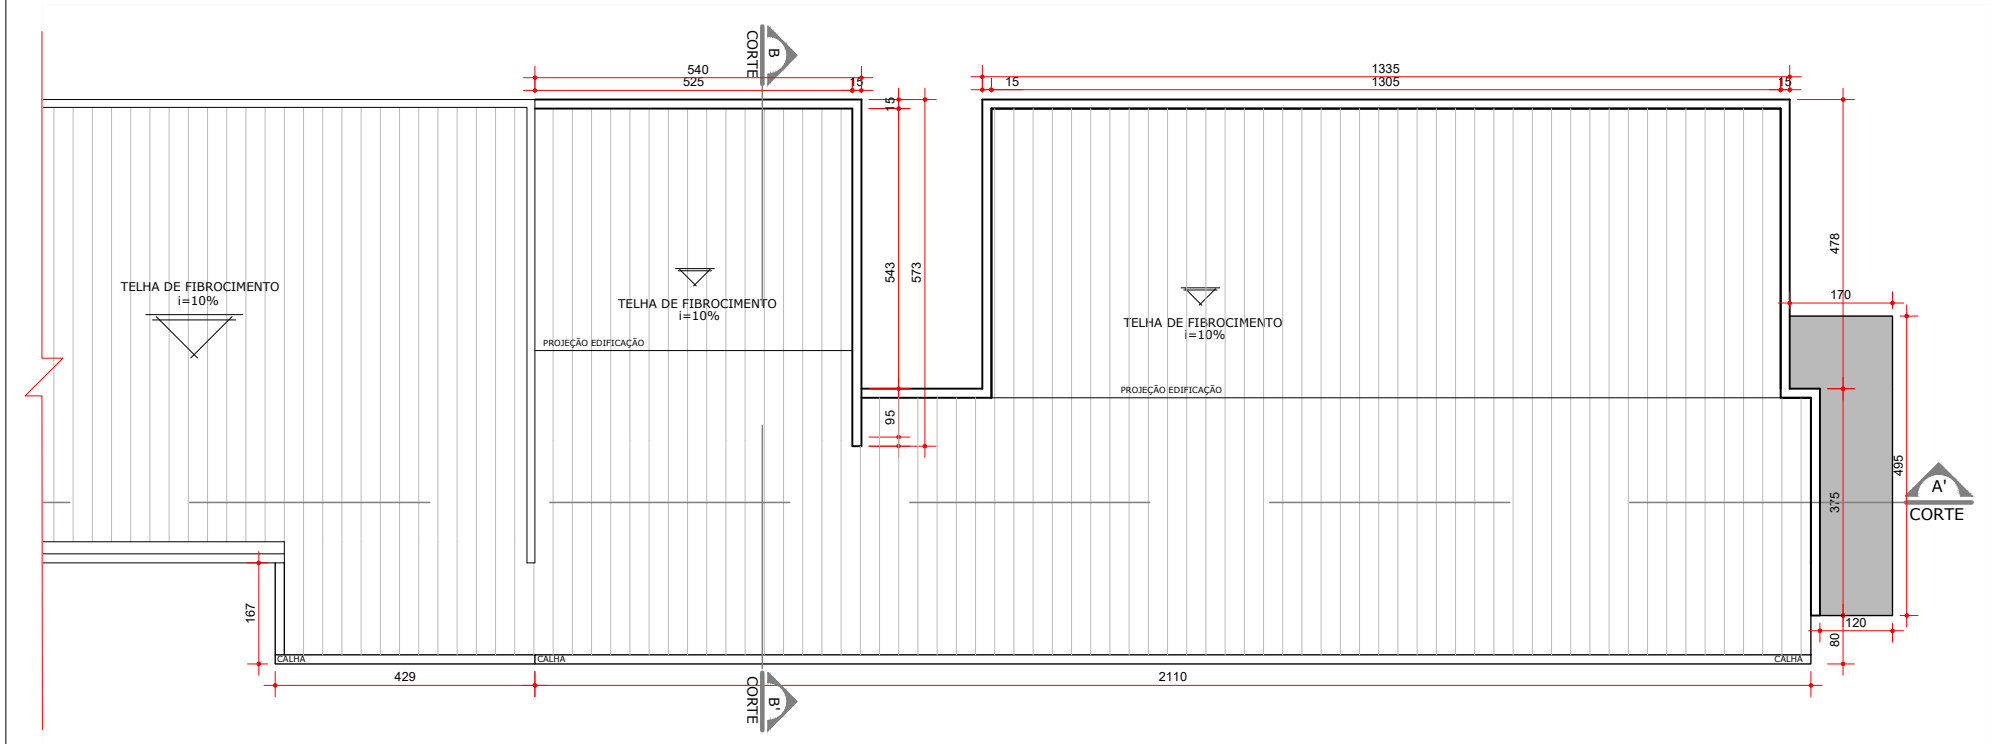 CORTE
B
540
525
15
15
1335
15
1305
15
543
573
478
170
TELHA DE FIBROCIMENTO
i=10%
TELHA DE FIBROCIMENTO
i=10%
TELHA DE FIBROCIMENTO
i=10%
PROJEÇÃO EDIFICAÇÃO
PROJEÇÃO EDIFICAÇÃO
95
495
375
A'
CORTE
167
120
80
CALHA
CALHA
CALHA
429
2110
CORTE
B'